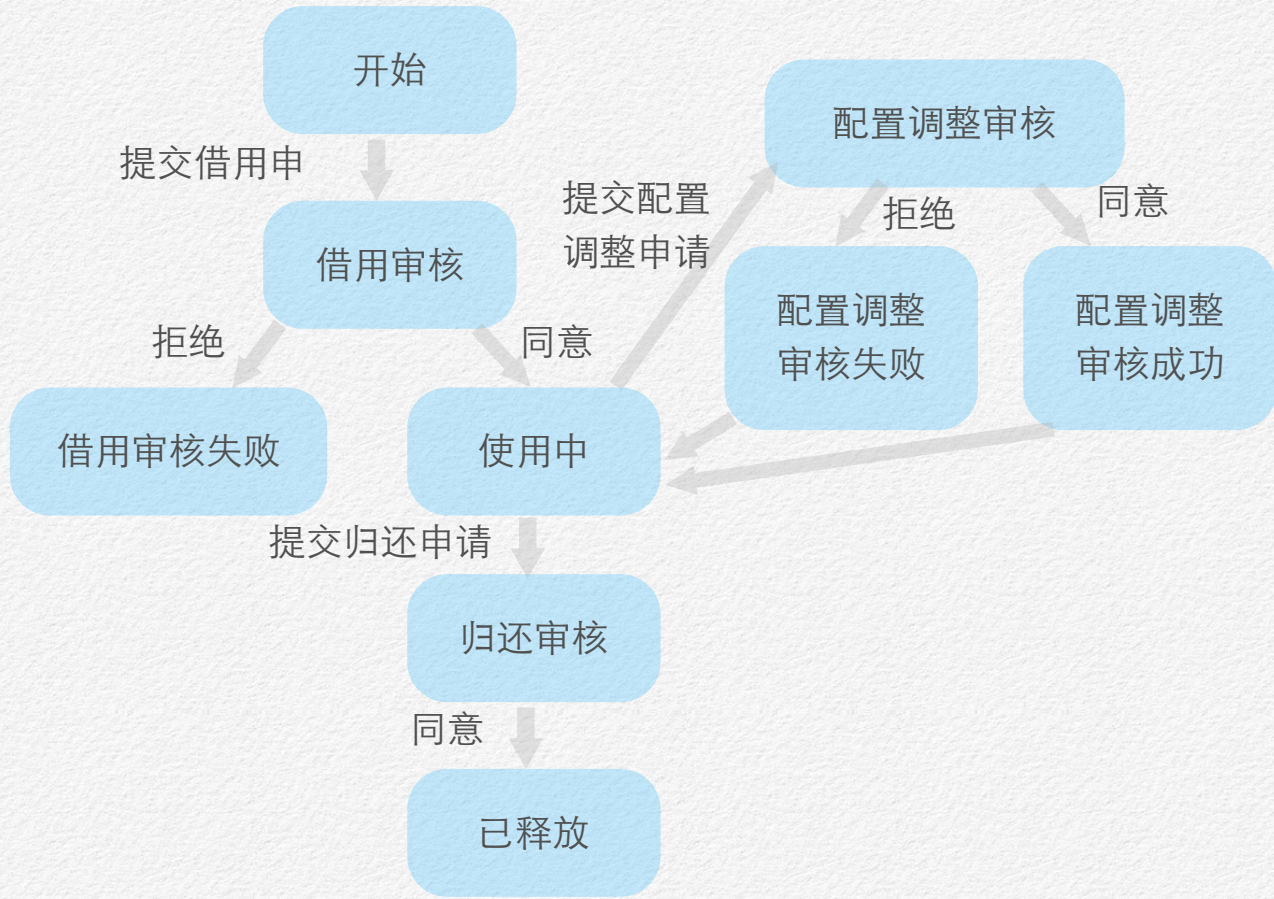 开始
提交借用申
借用审核
拒绝
同意
借用审核失败
使用中
提交配置
调整申请
配置调整审核
拒绝
同意
配置调整
审核失败
配置调整
审核成功
提交归还申请
归还审核
同意
已释放